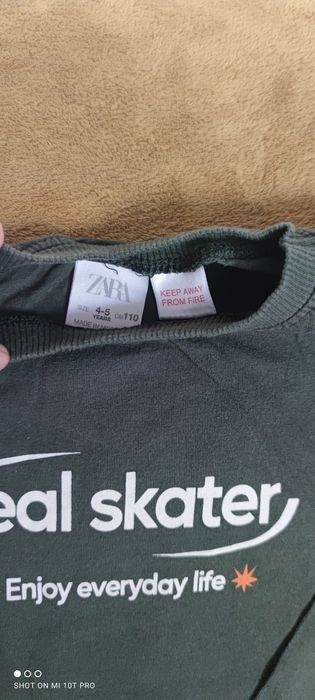 ZARA
SIZE 4-5 YEARS CM 110
MADE IN
KEEP AWAY
FROM FIRE
eal skater
Enjoy everyday life
SHOT ON MI 10T PRO